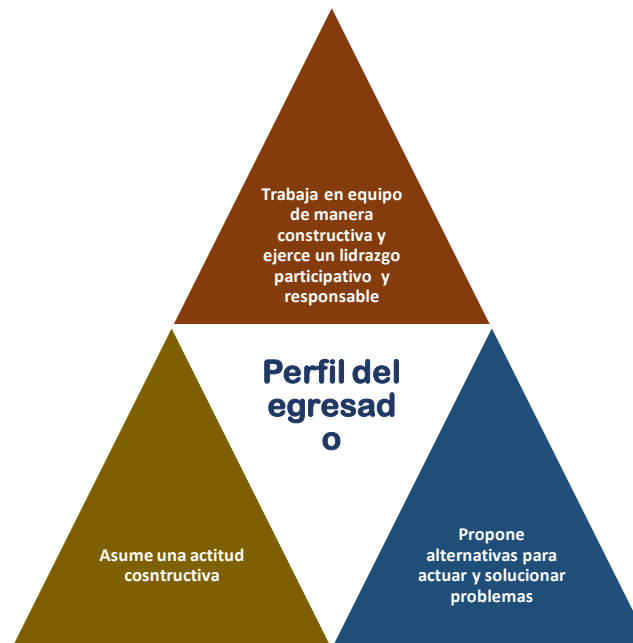 Trabaja en equipo
de manera
constructiva y
ejerce un lidrazgo
participativo y
responsable
Perfil del
egresad
o
Asume una actitud
cosntructiva
Propone
alternativas para
actuar y solucionar
problemas